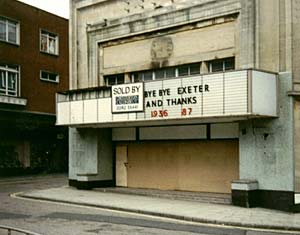 SOLD BY
BYE BYE EXETER
AND THANKS
1936 87